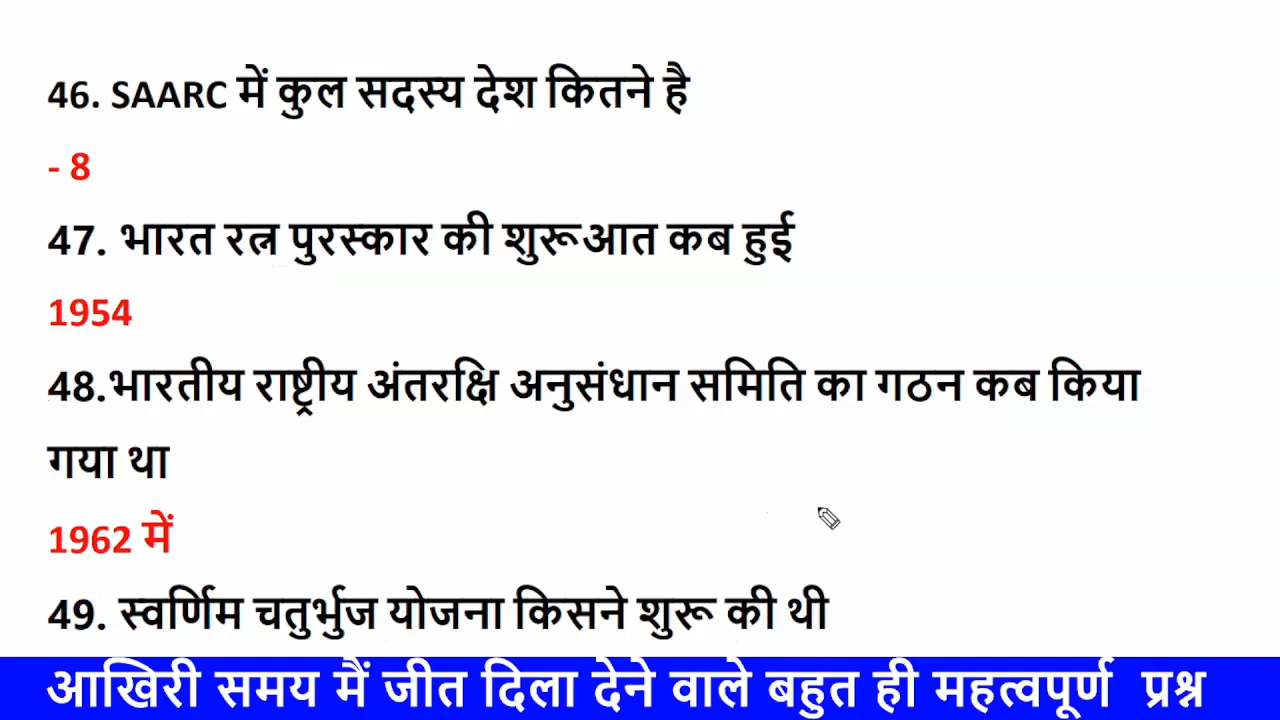 46. SAARC में कुल सदस्य देश कितने है
- 8
47. भारत रत्न पुरस्कार की शुरूआत कब हुई
1954
48.भारतीय राष्ट्रीय अंतरक्षि अनुसंधान समिति का गठन कब किया
गया था
1962 में
49. स्वर्णिम चतुर्भुज योजना किसने शुरू की थी
आखिरी समय मैं जीत दिला देने वाले बहुत ही महत्वपूर्ण प्रश्न